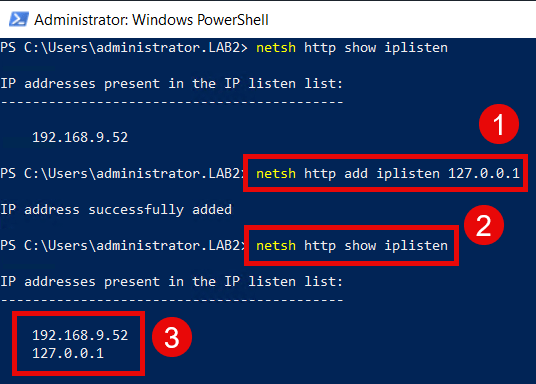 Administrator: Windows PowerShell
PS C:\Users\administrator.LAB2> netsh http show iplisten
IP addresses present in the IP listen list:
-------------------------------------------
192.168.9.52
1
PS C:\Users\administrator.LAB2> netsh http add iplisten 127.0.0.1
IP address successfully added
2
PS C:\Users\administrator.LAB2> netsh http show iplisten
IP addresses present in the IP listen list:
-------------------------------------------
192.168.9.52
3
127.0.0.1